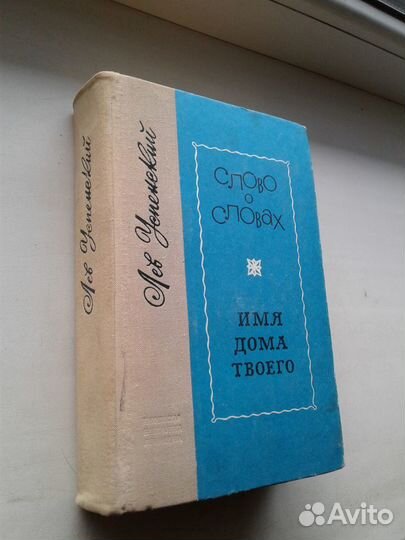 Лев Успенский
Лев Успенский
Слово
о
словах
ИМЯ
ДОМА
ТВОЕГО
Avito